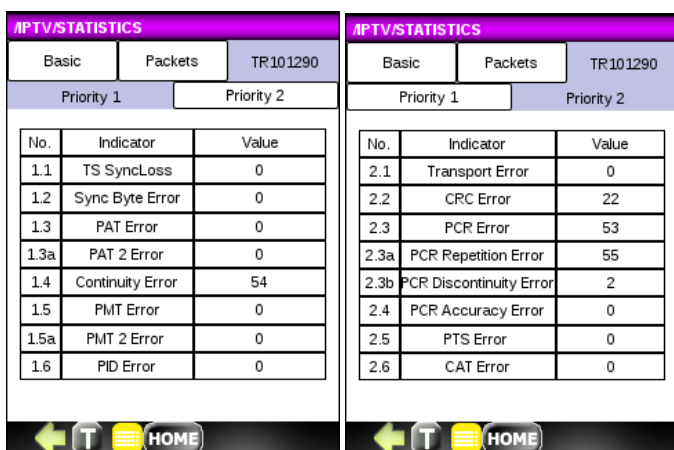 /IPTV/STATISTICS
Basic Packets TR101290
Priority 1 Priority 2
No. Indicator Value
1.1 TS SyncLoss 0
1.2 Sync Byte Error 0
1.3 PAT Error 0
1.3a PAT 2 Error 0
1.4 Continuity Error 54
1.5 PMT Error 0
1.5a PMT 2 Error 0
1.6 PID Error 0
T HOME
/IPTV/STATISTICS
Basic Packets TR101290
Priority 1 Priority 2
No. Indicator Value
2.1 Transport Error 0
2.2 CRC Error 22
2.3 PCR Error 53
2.3a PCR Repetition Error 55
2.3b PCR Discontinuity Error 2
2.4 PCR Accuracy Error 0
2.5 PTS Error 0
2.6 CAT Error 0
T HOME